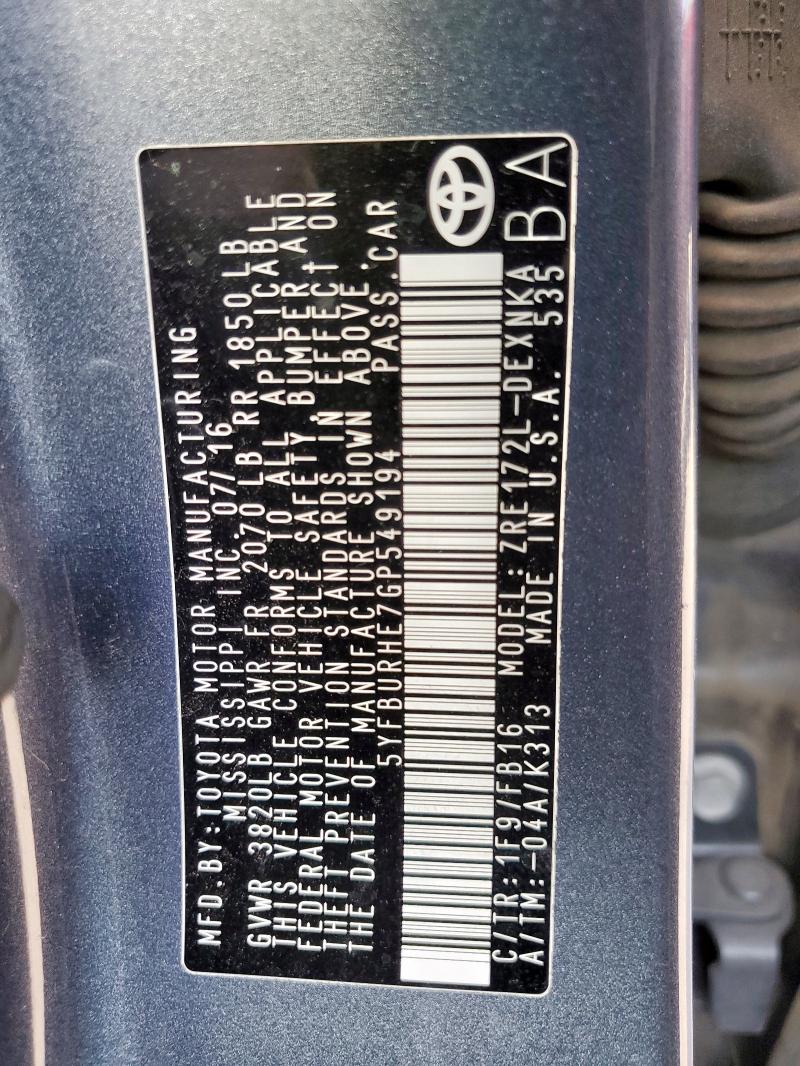 MFD.BY:TOYOTA MOTOR MANUFACTURING
MISSISSIPPI INC. 07/16
GVWR 3820LB GAWR FR 2070 LB RR 1850 LB
THIS VEHICLE CONFORMS TO ALL APPLICABLE
FEDERAL MOTOR VEHICLE SAFETY, BUMPER AND
THEFT PREVENTION STANDARDS IN EFFECT ON
THE DATE OF MANUFACTURE SHOWN ABOVE.
5YFBURHE7GP549194 PASS.CAR
C/TR:1F9/FB16 MODEL:ZRE172L-DEXNKA
A/TM:-04A/K313 MADE IN U.S.A. 535
BA